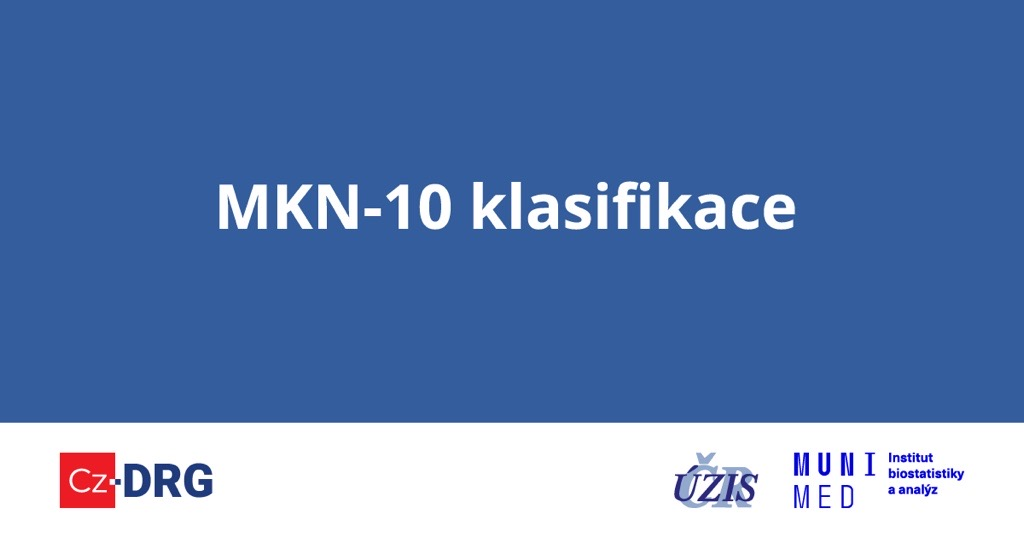 MKN-10 klasifikace
Cz-DRG
ÚZIS ČR
MUNI
MED
Institut
biostatistiky
a analýz